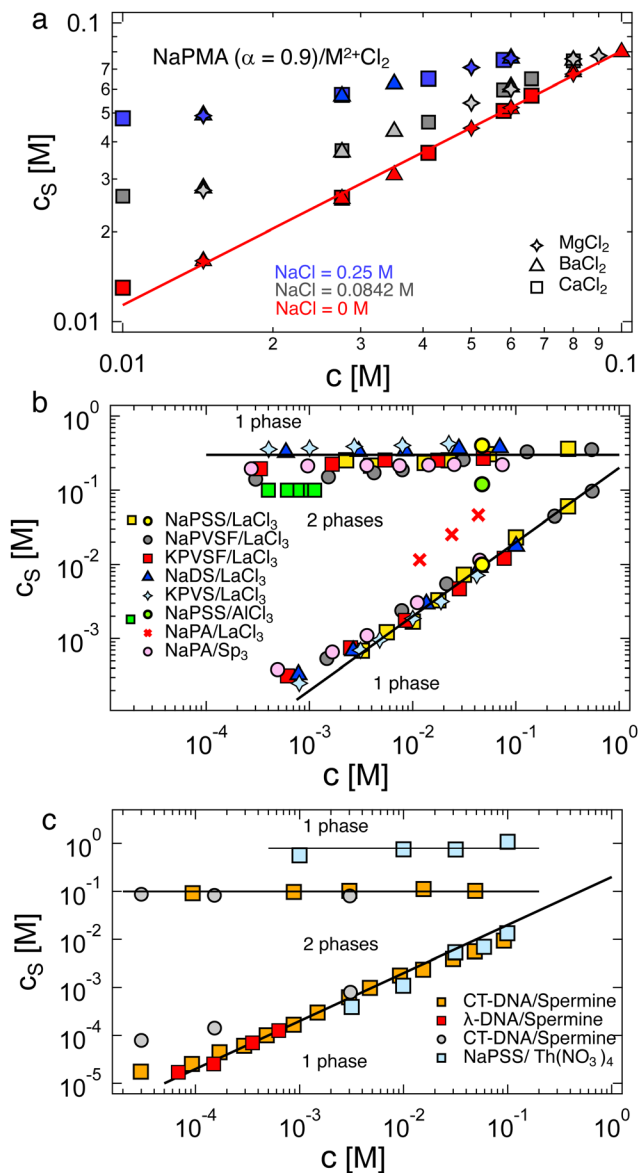 a
NaPMA (α = 0.9)/M²⁺Cl₂
c_S [M]
0.1
7
6
5
4
3
2
0.01
NaCl = 0.25 M
NaCl = 0.0842 M
NaCl = 0 M
MgCl₂
BaCl₂
CaCl₂
0.01
2
3
4
5
6
7
8
9
0.1
c [M]
b
1 phase
c_S [M]
10⁰
10⁻¹
10⁻²
10⁻³
2 phases
NaPSS/LaCl₃
NaPVSF/LaCl₃
KPVSF/LaCl₃
NaDS/LaCl₃
KPVS/LaCl₃
NaPSS/AlCl₃
NaPA/LaCl₃
NaPA/Sp₃
1 phase
10⁻⁴
10⁻³
10⁻²
10⁻¹
10⁰
c [M]
c
1 phase
c_S [M]
10⁰
10⁻¹
10⁻²
10⁻³
10⁻⁴
10⁻⁵
2 phases
CT-DNA/Spermine
λ-DNA/Spermine
CT-DNA/Spermine
NaPSS/ Th(NO₃)₄
1 phase
10⁻⁴
10⁻³
10⁻²
10⁻¹
10⁰
c [M]